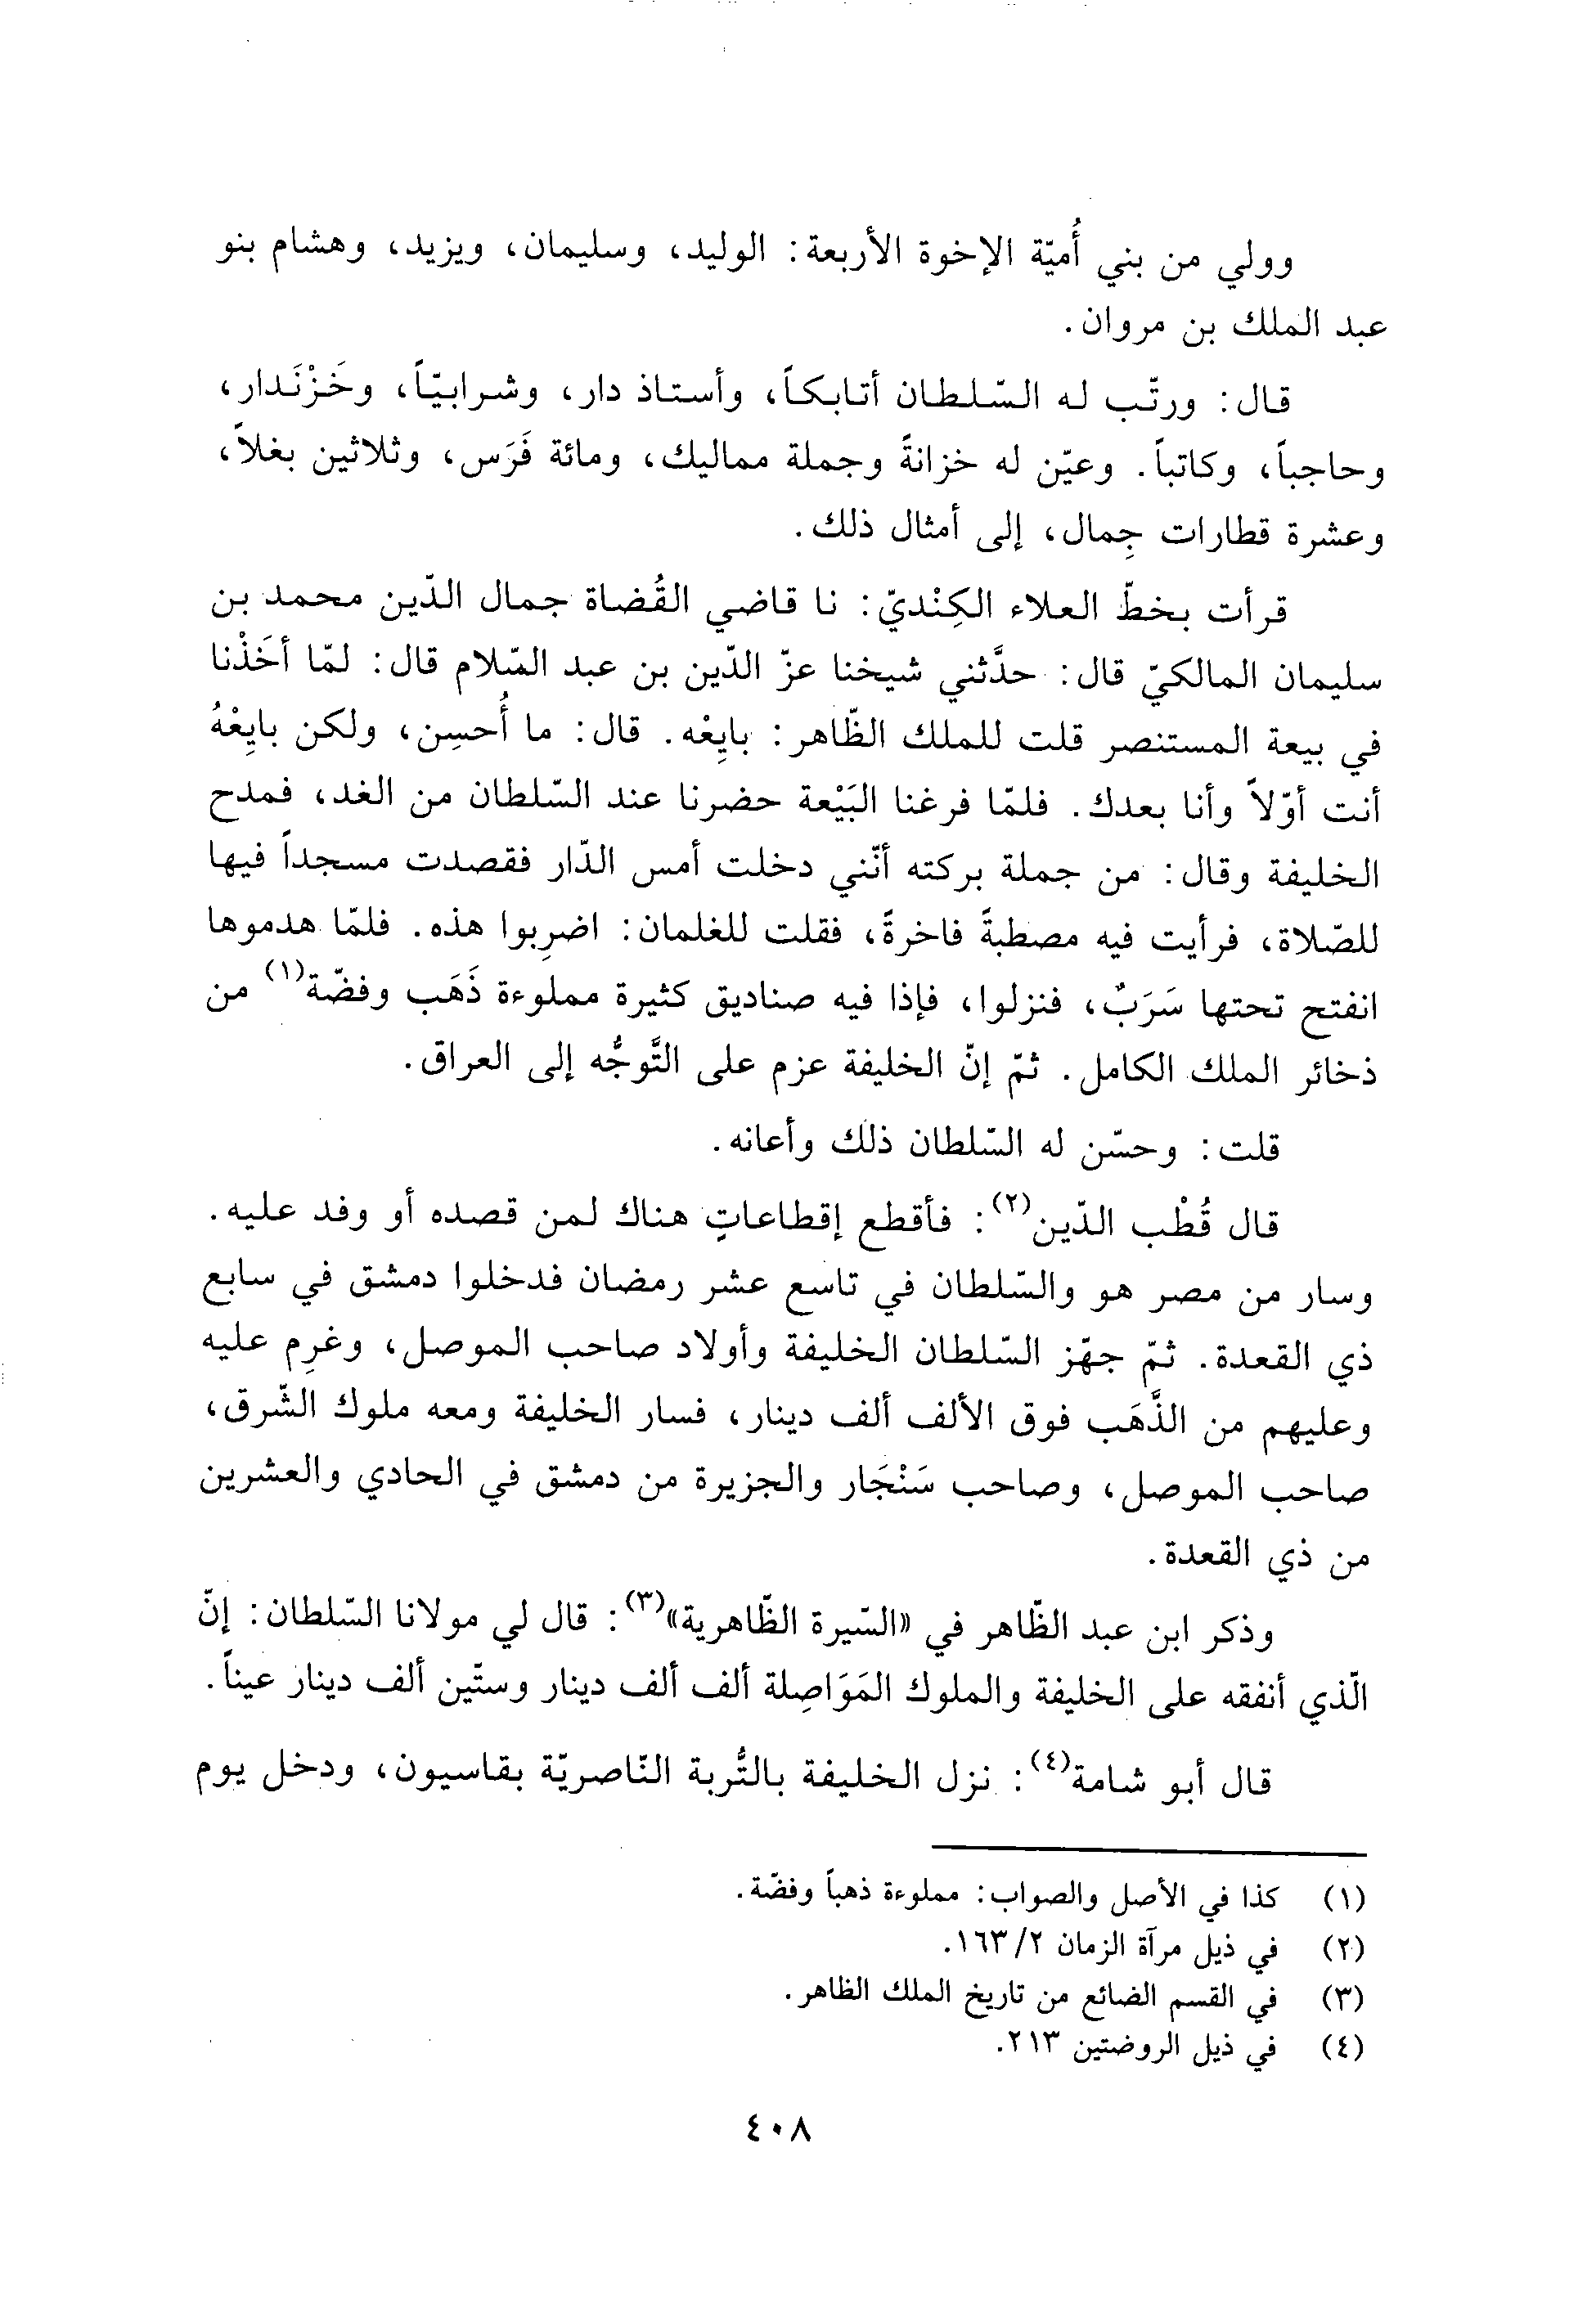 وولي من بني أُميّة الإخوة الأربعة: الوليد، وسليمان، ويزيد، وهشام بنو
عبد الملك بن مروان.
قال: ورتّب له السّلطان أتابكاً، وأستاذ دار، وشرابيّاً، وخَزْنَدار،
وحاجباً، وكاتباً. وعيّن له خزانةً وجملة مماليك، ومائة فَرَس، وثلاثين بغلاً،
وعشرة قطارات جِمال، إلى أمثال ذلك.
قرأت بخطّ العلاء الكِنْديّ: نا قاضي القُضاة جمال الدّين محمد بن
سليمان المالكيّ قال: حدَّثني شيخنا عزّ الدّين بن عبد السّلام قال: لمّا أخَذْنا
في بيعة المستنصر قلت للملك الظّاهر: بايِعْه. قال: ما أُحسِن، ولكن بايِعْهُ
أنت أوّلاً وأنا بعدك. فلمّا فرغنا البَيْعة حضرنا عند السّلطان من الغد، فمدح
الخليفة وقال: من جملة بركته أنّني دخلت أمس الدّار فقصدت مسجداً فيها
للصّلاة، فرأيت فيه مصطبةً فاخرةً، فقلت للغلمان: اضرِبوا هذه. فلمّا هدموها
انفتح تحتها سَرَبٌ، فنزلوا، فإذا فيه صناديق كثيرة مملوءة ذَهَب وفضّة(١) من
ذخائر الملك الكامل. ثمّ إنّ الخليفة عزم على التَّوجُّه إلى العراق.
قلت: وحسّن له السّلطان ذلك وأعانه.
قال قُطْب الدّين(٢): فأقطع إقطاعاتٍ هناك لمن قصده أو وفد عليه.
وسار من مصر هو والسّلطان في تاسع عشر رمضان فدخلوا دمشق في سابع
ذي القعدة. ثمّ جهّز السّلطان الخليفة وأولاد صاحب الموصل، وغرِم عليه
وعليهم من الذَّهَب فوق الألف ألف دينار، فسار الخليفة ومعه ملوك الشّرق،
صاحب الموصل، وصاحب سَنْجَار والجزيرة من دمشق في الحادي والعشرين
من ذي القعدة.
وذكر ابن عبد الظّاهر في «السّيرة الظّاهرية»(٣): قال لي مولانا السّلطان: إنّ
الّذي أنفقه على الخليفة والملوك المَوَاصِلة ألف ألف دينار وستّين ألف دينار عيناً.
قال أبو شامة(٤): نزل الخليفة بالتُّربة النّاصريّة بقاسيون، ودخل يوم
(١) كذا في الأصل والصواب: مملوءة ذهباً وفضّة.
(٢) في ذيل مرآة الزمان ٢/ ١٦٣.
(٣) في القسم الضائع من تاريخ الملك الظاهر.
(٤) في ذيل الروضتين ٢١٣.
٤٠٨